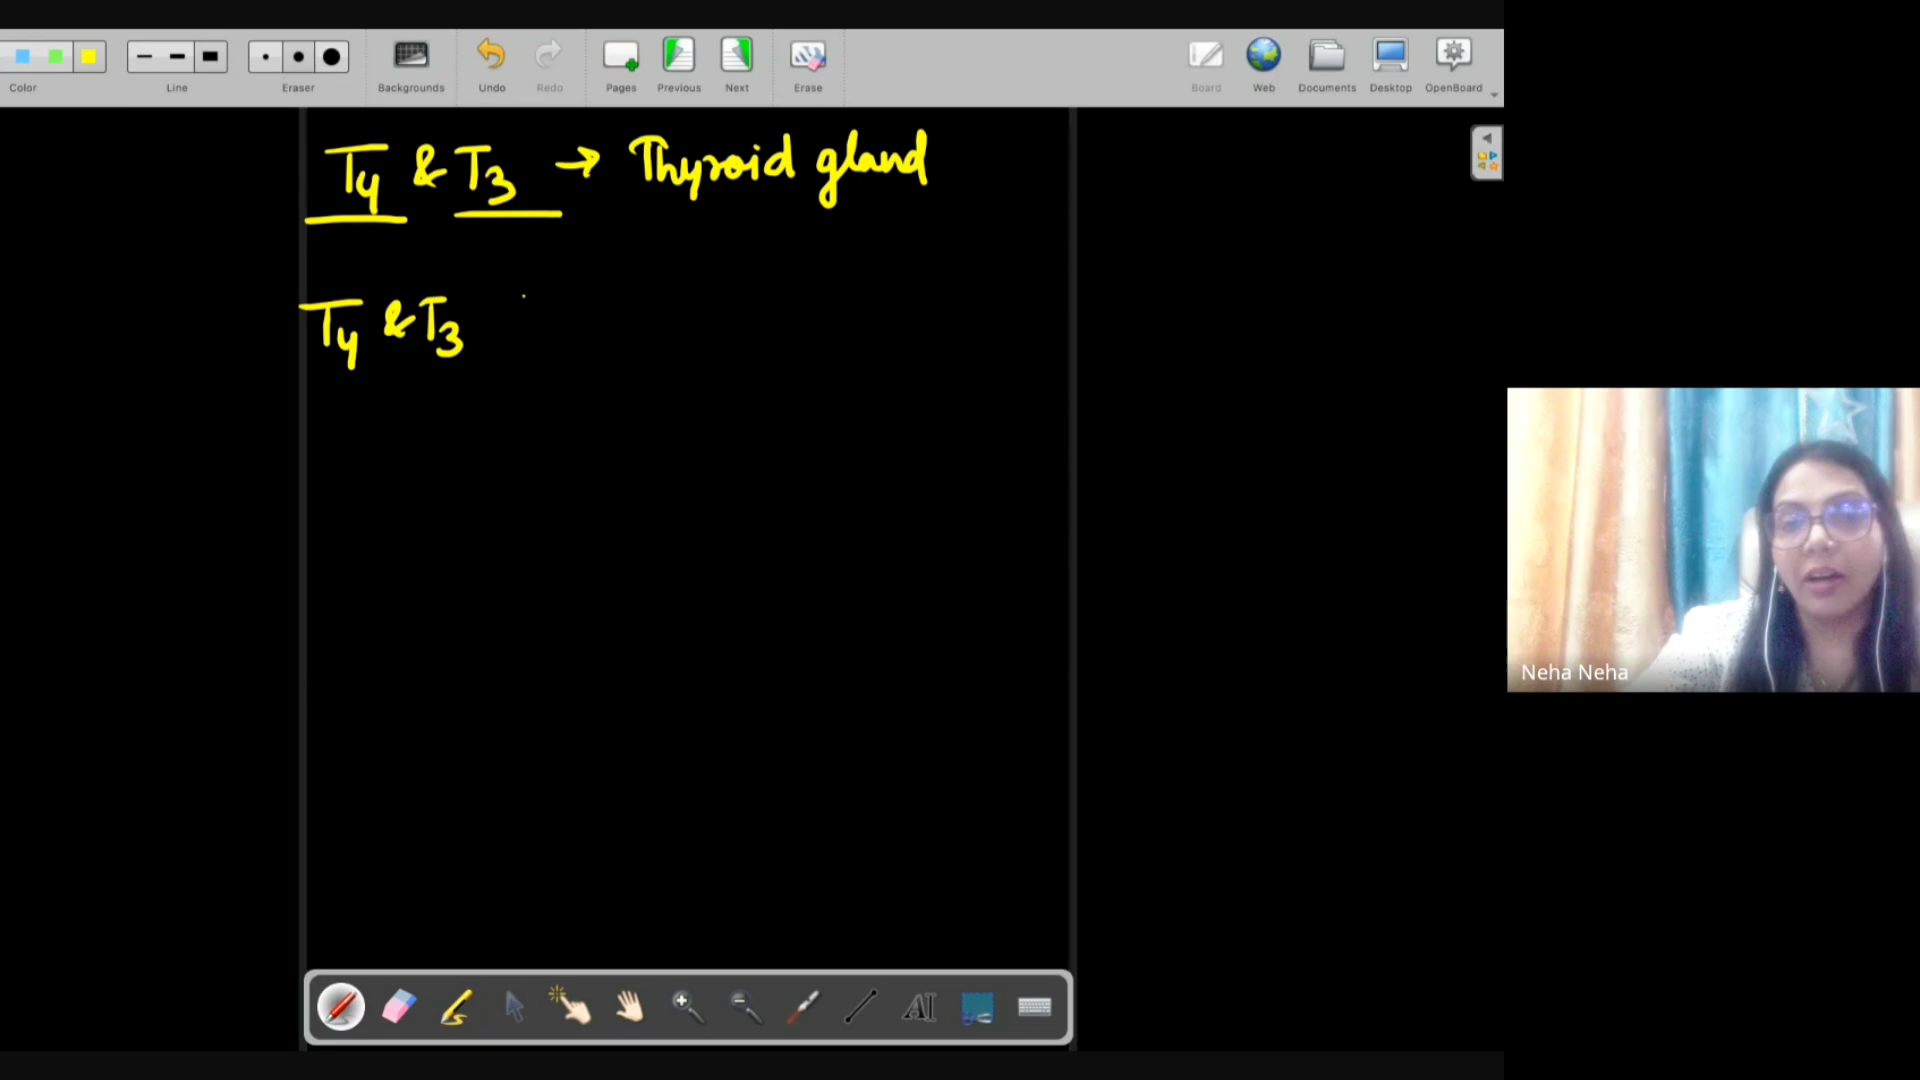 Color Line Eraser Backgrounds Undo Redo Pages Previous Next Erase Board Web Documents Desktop OpenBoard
T4 & T3 → Thyroid gland
T4 & T3
Neha Neha
AI